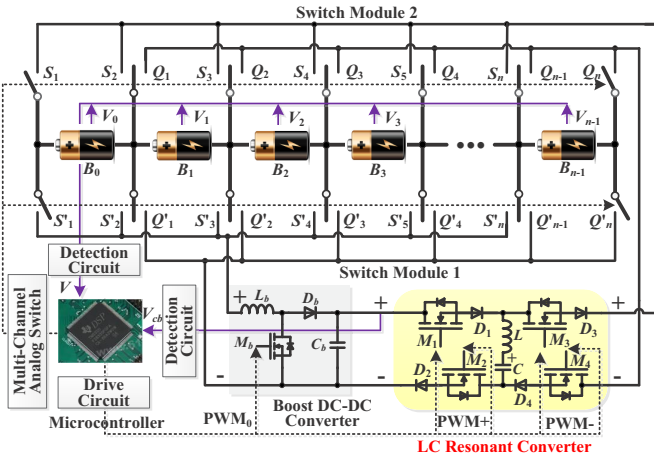 Switch Module 2
S1 S2 Q1 S3 Q2 S4 Q3 S5 Q4 Sn Qn-1 Qn
V0 V1 V2 V3 Vn-1
B0 B1 B2 B3 Bn-1
S'1 S'2 Q'1 S'3 Q'2 S'4 Q'3 S'5 Q'4 S'n Q'n-1 Q'n
Detection
Circuit
Switch Module 1
V
Vcb
Multi-Channel
Analog Switch
Detection
Circuit
+ Lb Db +
M1 D1 L M3 D3
Mb Cb
M2 + M4
D2 C D4
- - -
Drive
Circuit
Microcontroller
PWM0
Boost DC-DC
Converter
PWM+ PWM-
LC Resonant Converter